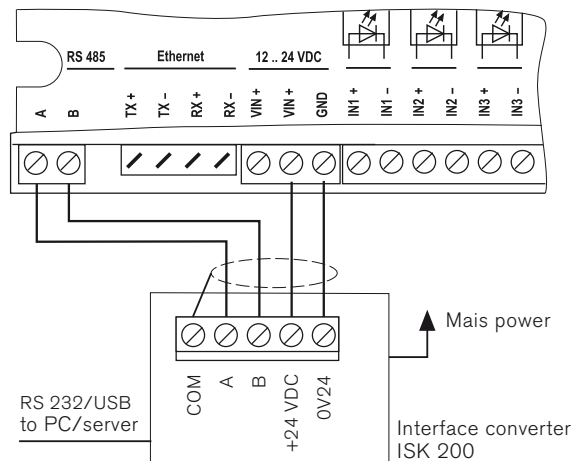 RS 485
Ethernet
12 .. 24 VDC
A
B
TX +
TX -
RX +
RX -
VIN +
VIN +
GND
IN1 +
IN1 -
IN2 +
IN2 -
IN3 +
IN3 -
Mais power
COM
A
B
+24 VDC
0V24
RS 232/USB
to PC/server
Interface converter
ISK 200